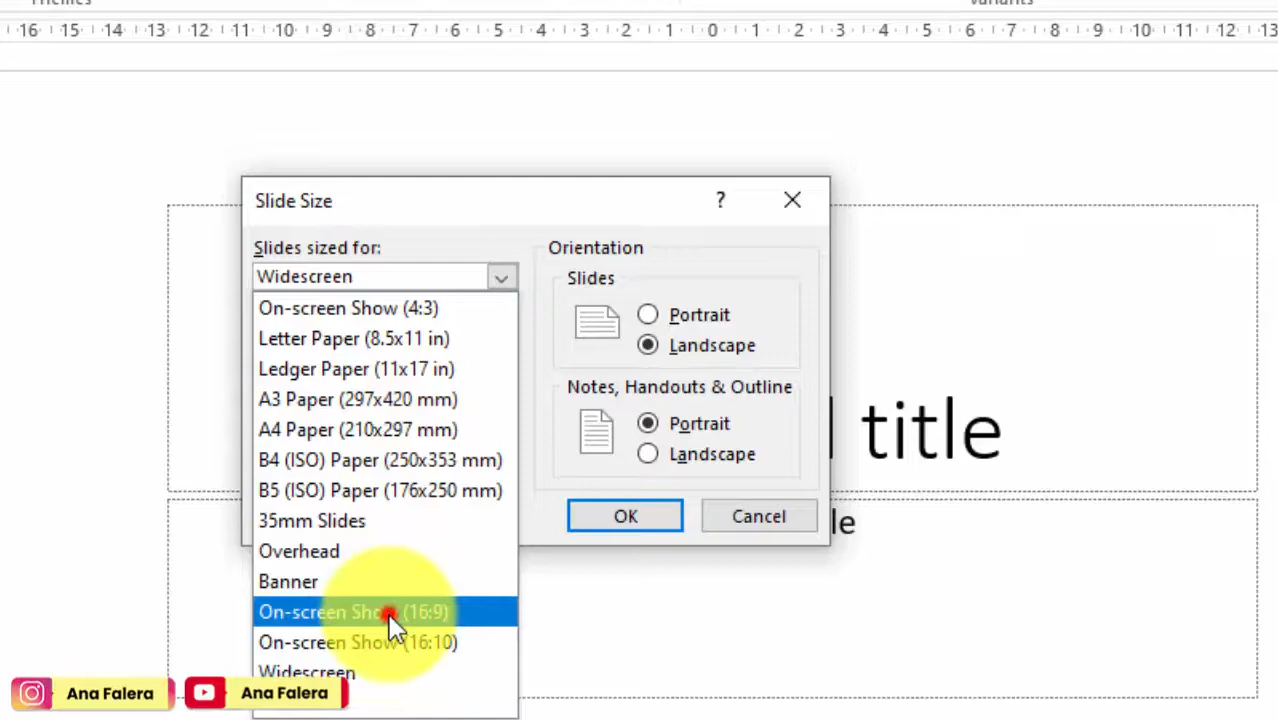 Themes
Variants
16 15 14 13 12 11 10 9 8 7 6 5 4 3 2 1 0 1 2 3 4 5 6 7 8 9 10 11 12 13
Slide Size
?
Slides sized for:
Widescreen
On-screen Show (4:3)
Letter Paper (8.5x11 in)
Ledger Paper (11x17 in)
A3 Paper (297x420 mm)
A4 Paper (210x297 mm)
B4 (ISO) Paper (250x353 mm)
B5 (ISO) Paper (176x250 mm)
35mm Slides
Overhead
Banner
On-screen Show (16:9)
On-screen Show (16:10)
Widescreen
Orientation
Slides
Portrait
Landscape
Notes, Handouts & Outline
Portrait
Landscape
OK
Cancel
title
le
Ana Falera
Ana Falera